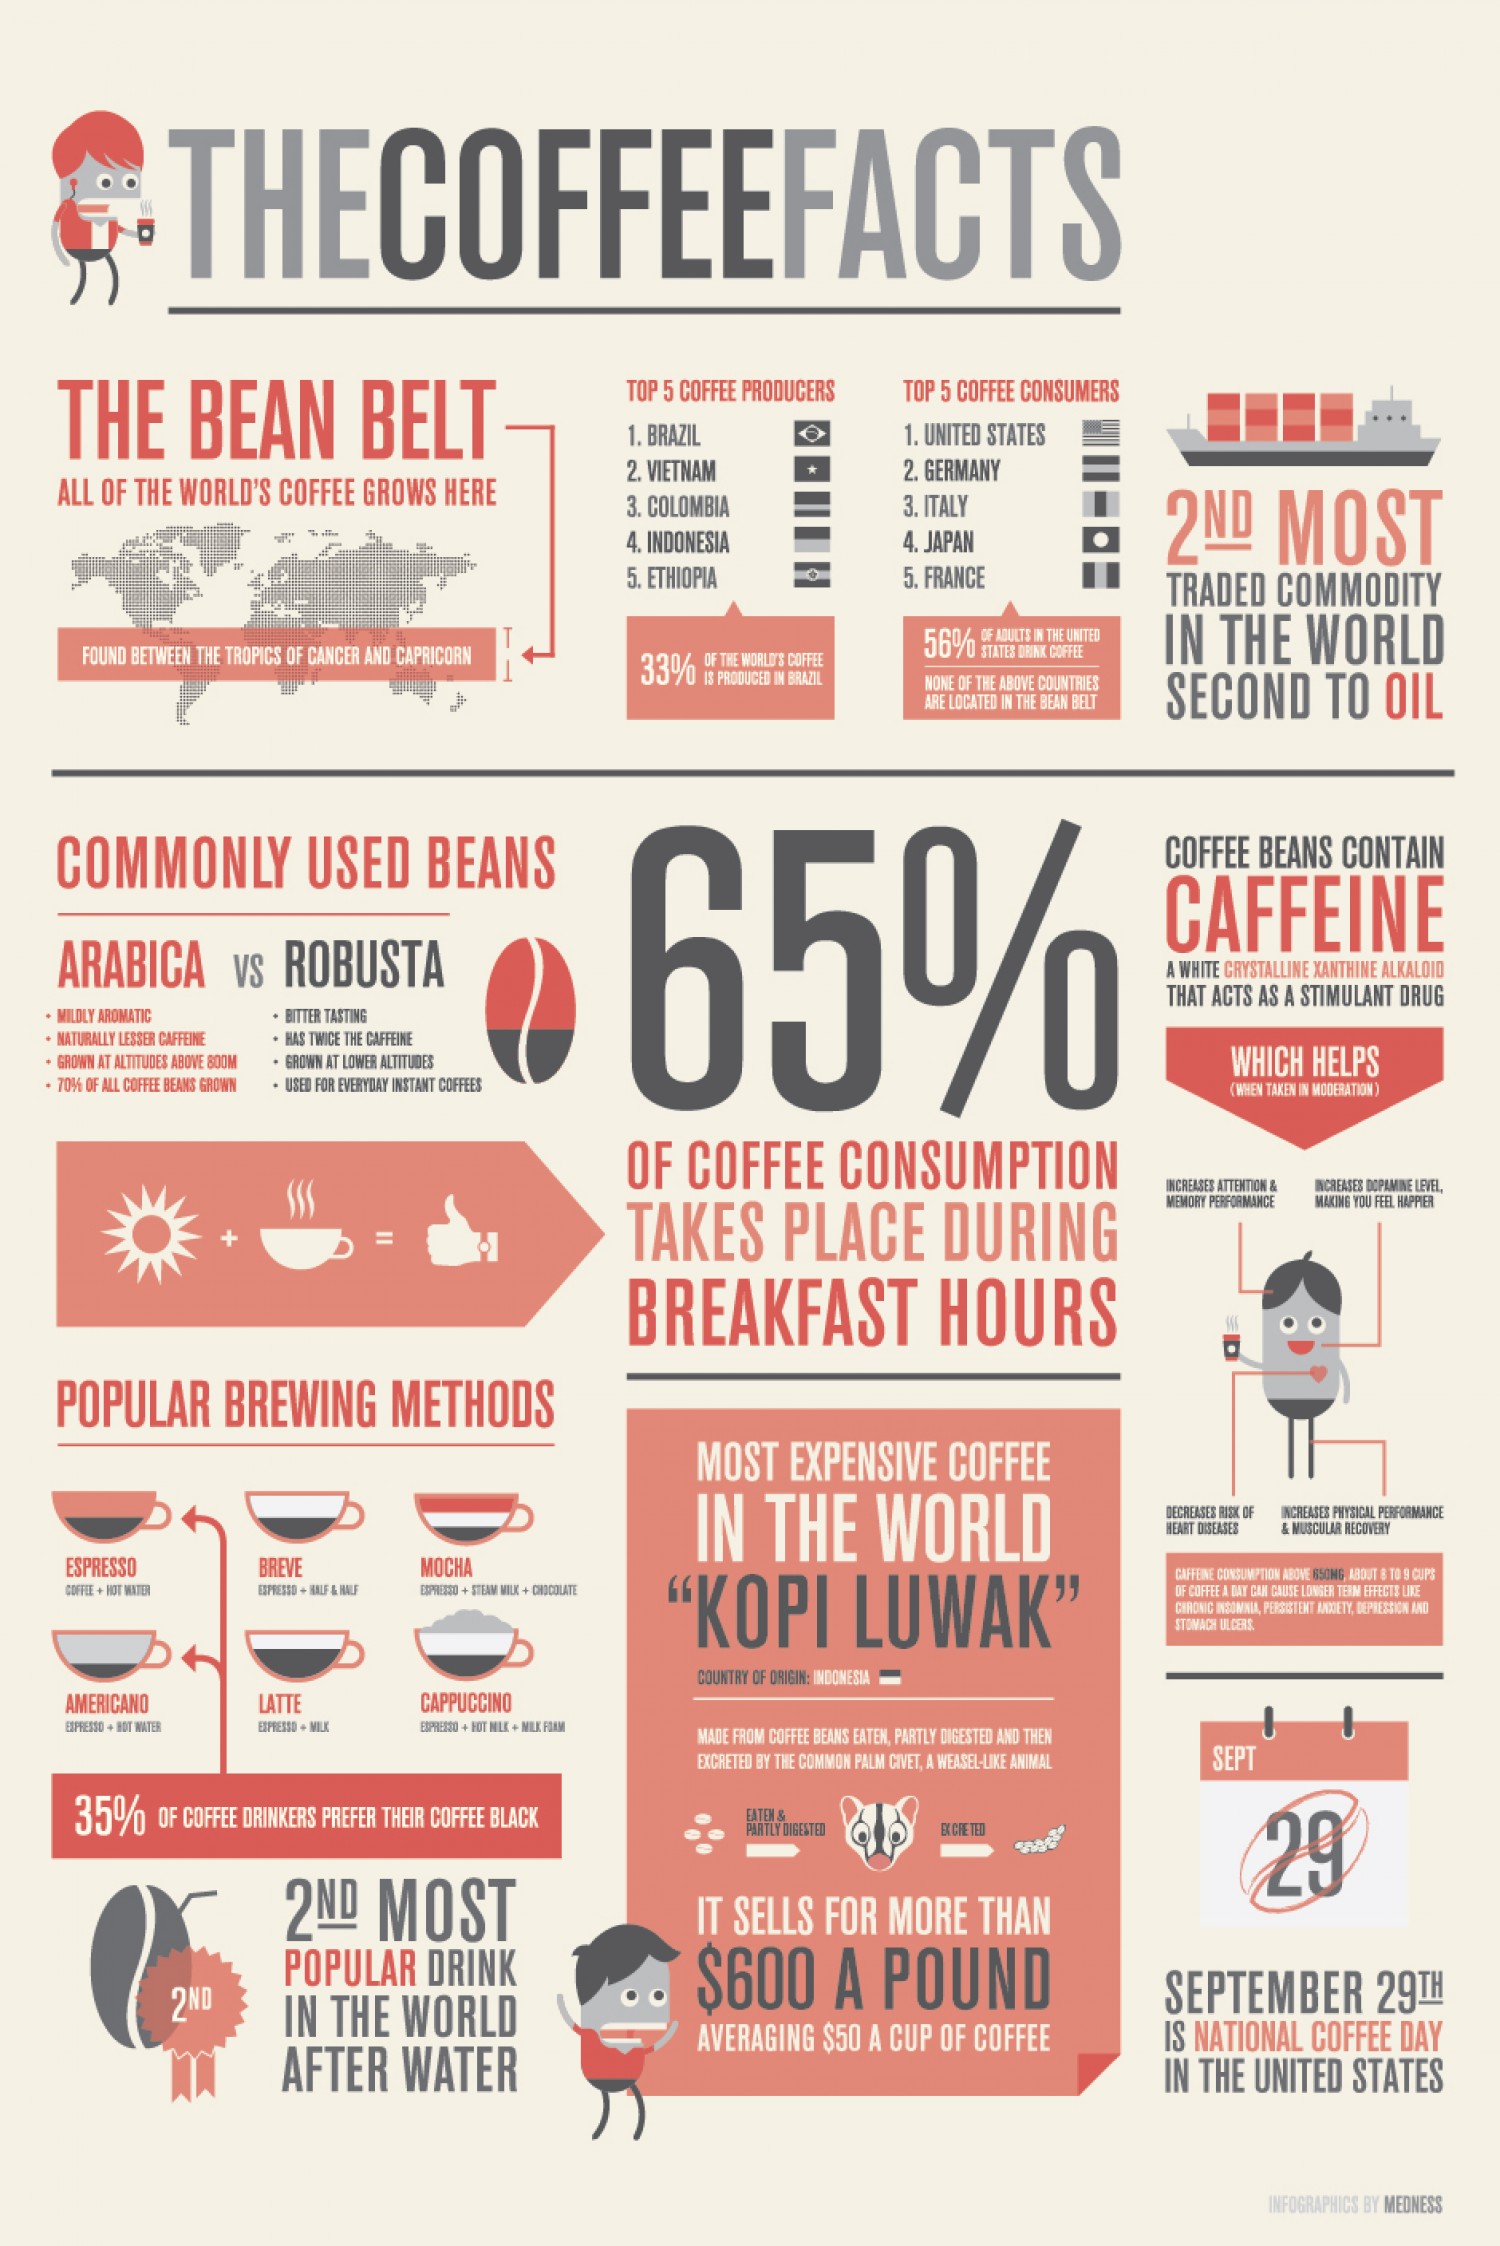 THECOFFEEFACTS
THE BEAN BELT
ALL OF THE WORLD'S COFFEE GROWS HERE
FOUND BETWEEN THE TROPICS OF CANCER AND CAPRICORN
TOP 5 COFFEE PRODUCERS
1. BRAZIL
2. VIETNAM
3. COLOMBIA
4. INDONESIA
5. ETHIOPIA
33% OF THE WORLD'S COFFEE
IS PRODUCED IN BRAZIL
TOP 5 COFFEE CONSUMERS
1. UNITED STATES
2. GERMANY
3. ITALY
4. JAPAN
5. FRANCE
56% OF ADULTS IN THE UNITED
STATES DRINK COFFEE
NONE OF THE ABOVE COUNTRIES
ARE LOCATED IN THE BEAN BELT
2ND MOST
TRADED COMMODITY
IN THE WORLD
SECOND TO OIL
COMMONLY USED BEANS
ARABICA VS ROBUSTA
• MILDLY AROMATIC
• NATURALLY LESSER CAFFEINE
• GROWN AT ALTITUDES ABOVE 800M
• 70% OF ALL COFFEE BEANS GROWN
• BITTER TASTING
• HAS TWICE THE CAFFEINE
• GROWN AT LOWER ALTITUDES
• USED FOR EVERYDAY INSTANT COFFEES
+ =
65%
OF COFFEE CONSUMPTION
TAKES PLACE DURING
BREAKFAST HOURS
COFFEE BEANS CONTAIN
CAFFEINE
A WHITE CRYSTALLINE XANTHINE ALKALOID
THAT ACTS AS A STIMULANT DRUG
WHICH HELPS
(WHEN TAKEN IN MODERATION)
INCREASES ATTENTION &
MEMORY PERFORMANCE
INCREASES DOPAMINE LEVEL,
MAKING YOU FEEL HAPPIER
DECREASES RISK OF
HEART DISEASES
INCREASES PHYSICAL PERFORMANCE
& MUSCULAR RECOVERY
CAFFEINE CONSUMPTION ABOVE 650MG, ABOUT 8 TO 9 CUPS
OF COFFEE A DAY CAN CAUSE LONGER TERM EFFECTS LIKE
CHRONIC INSOMNIA, PERSISTENT ANXIETY, DEPRESSION AND
STOMACH ULCERS.
POPULAR BREWING METHODS
ESPRESSO
COFFEE + HOT WATER
BREVE
ESPRESSO + HALF & HALF
MOCHA
ESPRESSO + STEAM MILK + CHOCOLATE
AMERICANO
ESPRESSO + HOT WATER
LATTE
ESPRESSO + MILK
CAPPUCCINO
ESPRESSO + HOT MILK + MILK FOAM
35% OF COFFEE DRINKERS PREFER THEIR COFFEE BLACK
2ND
2ND MOST
POPULAR DRINK
IN THE WORLD
AFTER WATER
MOST EXPENSIVE COFFEE
IN THE WORLD
“KOPI LUWAK”
COUNTRY OF ORIGIN: INDONESIA
MADE FROM COFFEE BEANS EATEN, PARTLY DIGESTED AND THEN
EXCRETED BY THE COMMON PALM CIVET, A WEASEL-LIKE ANIMAL
EATEN &
PARTLY DIGESTED
EXCRETED
IT SELLS FOR MORE THAN
$600 A POUND
AVERAGING $50 A CUP OF COFFEE
SEPT
29
SEPTEMBER 29TH
IS NATIONAL COFFEE DAY
IN THE UNITED STATES
INFOGRAPHICS BY MEDNESS